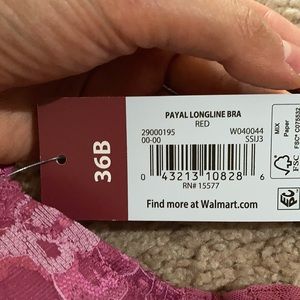 PAYAL LONGLINE BRA
RED
29000195 W040044
00-00 SSIJ3
0 43213 10828 6
RN# 15577
Find more at Walmart.com
36B
MIX
Paper
FSC® C075532
FSC